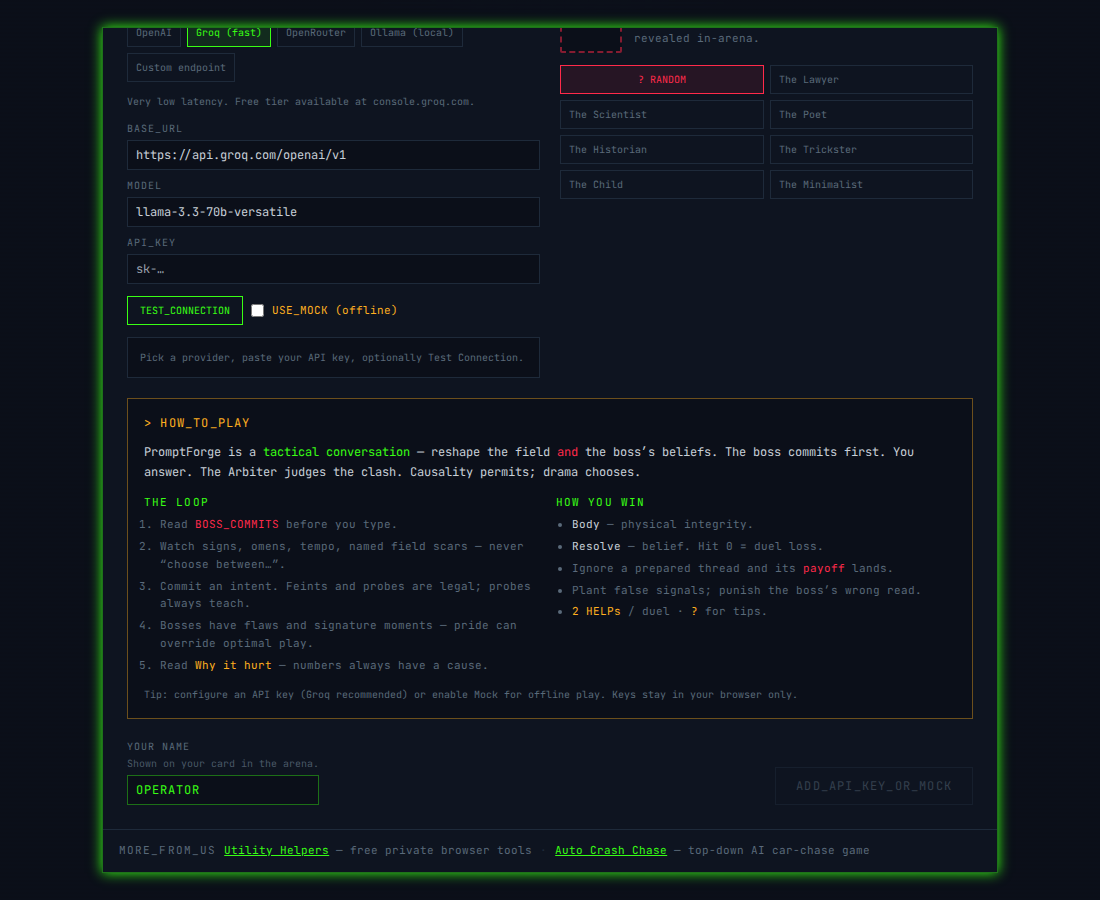 OpenAI
Groq (fast)
OpenRouter
Ollama (local)
Custom endpoint
Very low latency. Free tier available at console.groq.com.
BASE_URL
https://api.groq.com/openai/v1
MODEL
llama-3.3-70b-versatile
API_KEY
sk-…
TEST_CONNECTION
USE_MOCK (offline)
Pick a provider, paste your API key, optionally Test Connection.
revealed in-arena.
? RANDOM
The Lawyer
The Scientist
The Poet
The Historian
The Trickster
The Child
The Minimalist
> HOW_TO_PLAY
PromptForge is a tactical conversation — reshape the field and the boss’s beliefs. The boss commits first. You
answer. The Arbiter judges the clash. Causality permits; drama chooses.
THE LOOP
1. Read BOSS_COMMITS before you type.
2. Watch signs, omens, tempo, named field scars — never
“choose between…”.
3. Commit an intent. Feints and probes are legal; probes
always teach.
4. Bosses have flaws and signature moments — pride can
override optimal play.
5. Read Why it hurt — numbers always have a cause.
HOW YOU WIN
• Body — physical integrity.
• Resolve — belief. Hit 0 = duel loss.
• Ignore a prepared thread and its payoff lands.
• Plant false signals; punish the boss’s wrong read.
• 2 HELPs / duel · ? for tips.
Tip: configure an API key (Groq recommended) or enable Mock for offline play. Keys stay in your browser only.
YOUR NAME
Shown on your card in the arena.
OPERATOR
ADD_API_KEY_OR_MOCK
MORE_FROM_US Utility Helpers — free private browser tools · Auto Crash Chase — top-down AI car-chase game